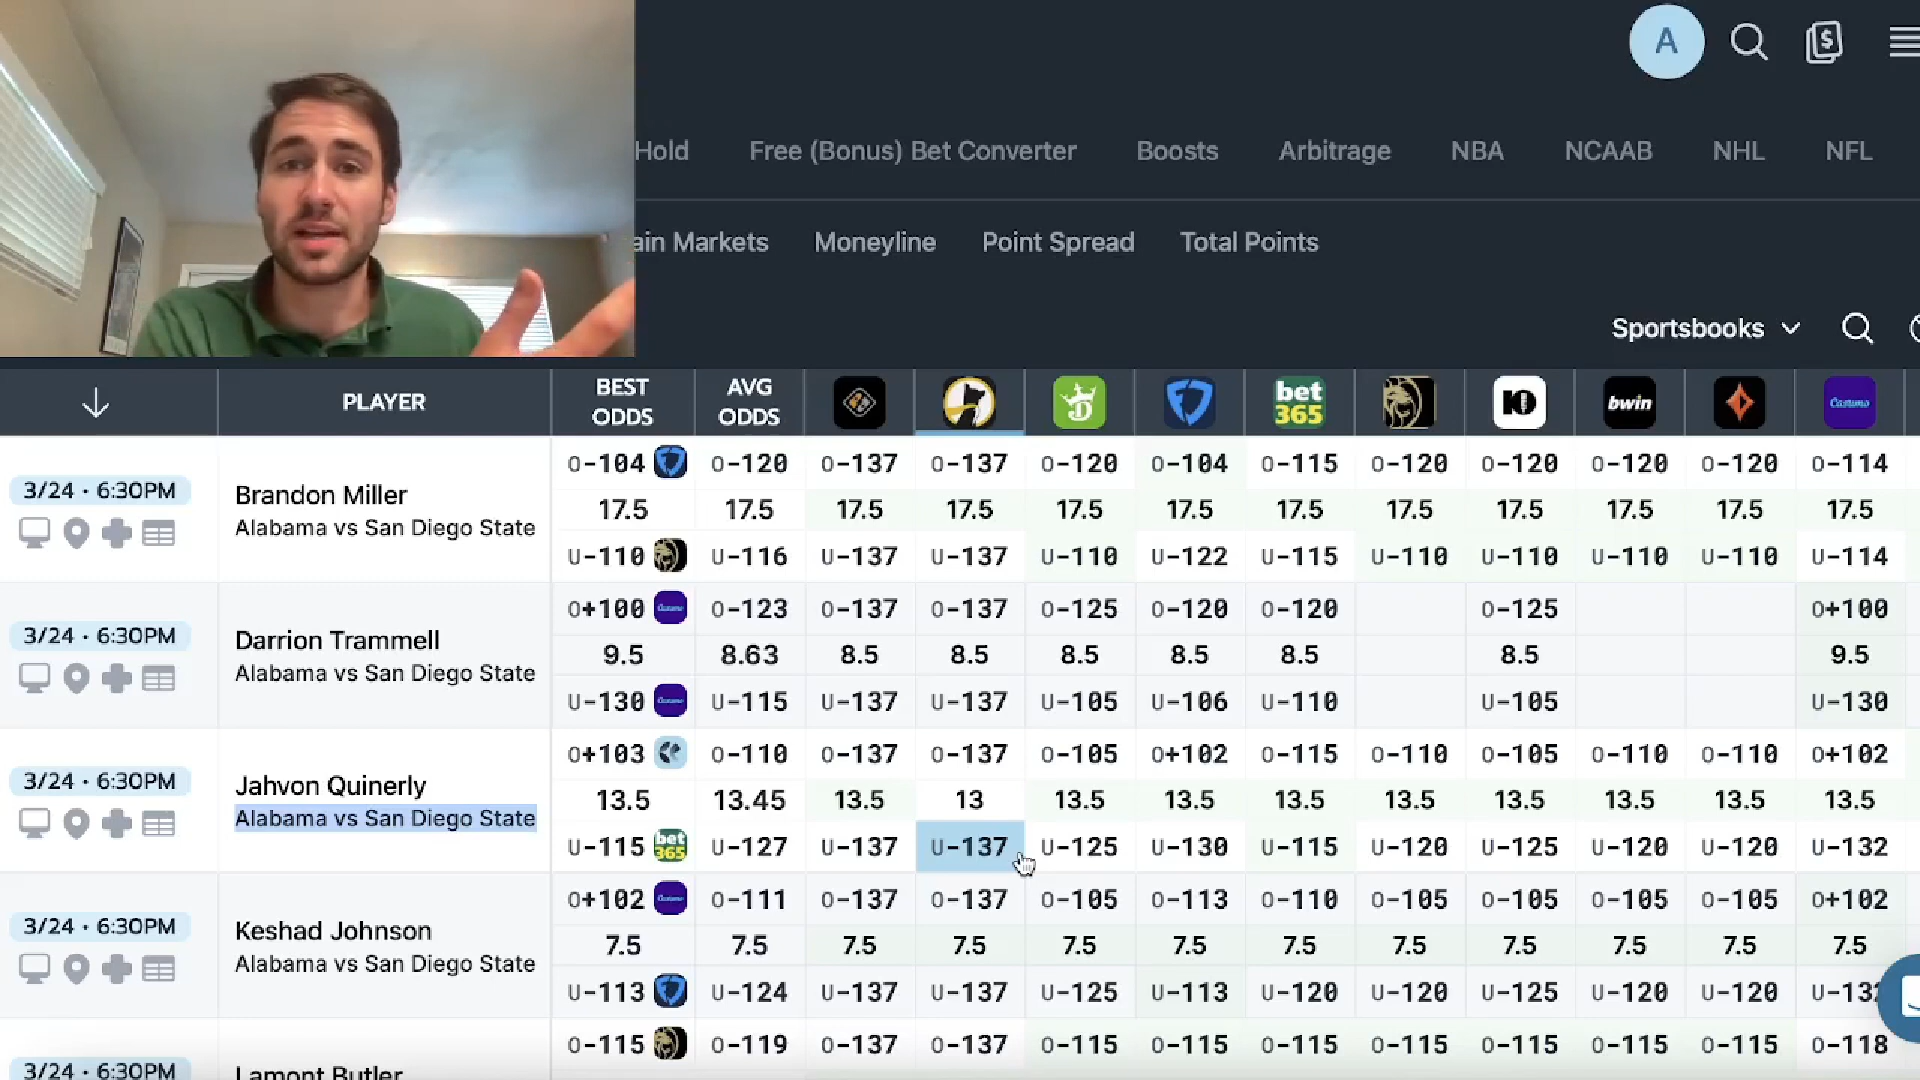 A
Hold Free (Bonus) Bet Converter Boosts Arbitrage NBA NCAAB NHL NFL
ain Markets Moneyline Point Spread Total Points
Sportsbooks
PLAYER BEST ODDS AVG ODDS bet365 bwin Casumo
O-104 O-120 O-137 O-137 O-120 O-104 O-115 O-120 O-120 O-120 O-120 O-114
3/24 • 6:30PM Brandon Miller 17.5 17.5 17.5 17.5 17.5 17.5 17.5 17.5 17.5 17.5 17.5 17.5
Alabama vs San Diego State
U-110 U-116 U-137 U-137 U-110 U-122 U-115 U-110 U-110 U-110 U-110 U-114
O+100 Casumo O-123 O-137 O-137 O-125 O-120 O-120 O-125 O+100
3/24 • 6:30PM Darrion Trammell 9.5 8.63 8.5 8.5 8.5 8.5 8.5 8.5 9.5
Alabama vs San Diego State
U-130 Casumo U-115 U-137 U-137 U-105 U-106 U-110 U-105 U-130
O+103 O-110 O-137 O-137 O-105 O+102 O-115 O-110 O-105 O-110 O-110 O+102
3/24 • 6:30PM Jahvon Quinerly 13.5 13.45 13.5 13 13.5 13.5 13.5 13.5 13.5 13.5 13.5 13.5
Alabama vs San Diego State
U-115 bet365 U-127 U-137 U-137 U-125 U-130 U-115 U-120 U-125 U-120 U-120 U-132
O+102 Casumo O-111 O-137 O-137 O-105 O-113 O-110 O-105 O-105 O-105 O-105 O+102
3/24 • 6:30PM Keshad Johnson 7.5 7.5 7.5 7.5 7.5 7.5 7.5 7.5 7.5 7.5 7.5 7.5
Alabama vs San Diego State
U-113 U-124 U-137 U-137 U-125 U-113 U-120 U-120 U-125 U-120 U-120 U-132
O-115 O-119 O-137 O-137 O-115 O-115 O-115 O-115 O-115 O-115 O-115 O-118
3/24 • 6:30PM Lamont Butler